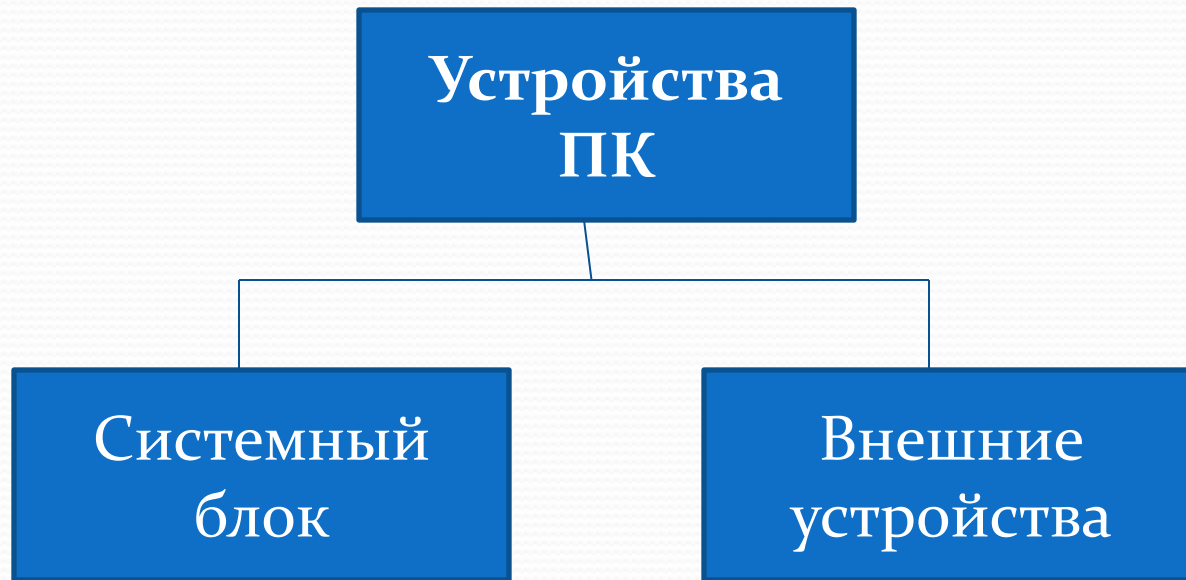 Устройства
ПК
Системный
блок
Внешние
устройства